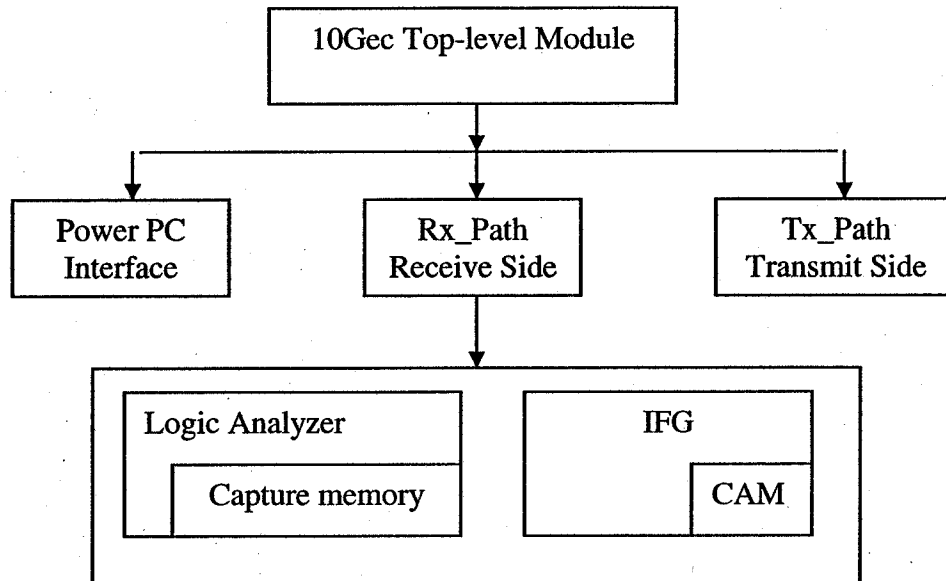 10Gec Top-level Module
Power PC
Interface
Rx_Path
Receive Side
Tx_Path
Transmit Side
Logic Analyzer
Capture memory
IFG
CAM